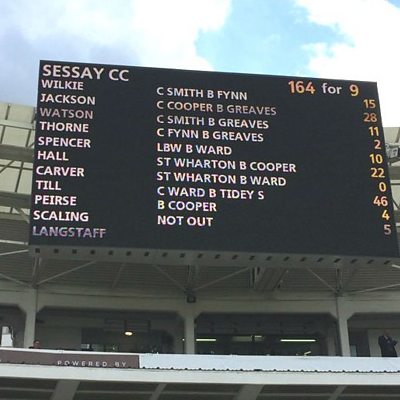 SESSAY CC 164 for 9
WILKIE C SMITH B FYNN 15
JACKSON C COOPER B GREAVES 28
WATSON C SMITH B GREAVES 11
THORNE C FYNN B GREAVES 2
SPENCER LBW B WARD 10
HALL ST WHARTON B COOPER 22
CARVER ST WHARTON B WARD 0
TILL C WARD B TIDEY S 46
PEIRSE B COOPER 4
SCALING NOT OUT 5
LANGSTAFF
POWERED BY